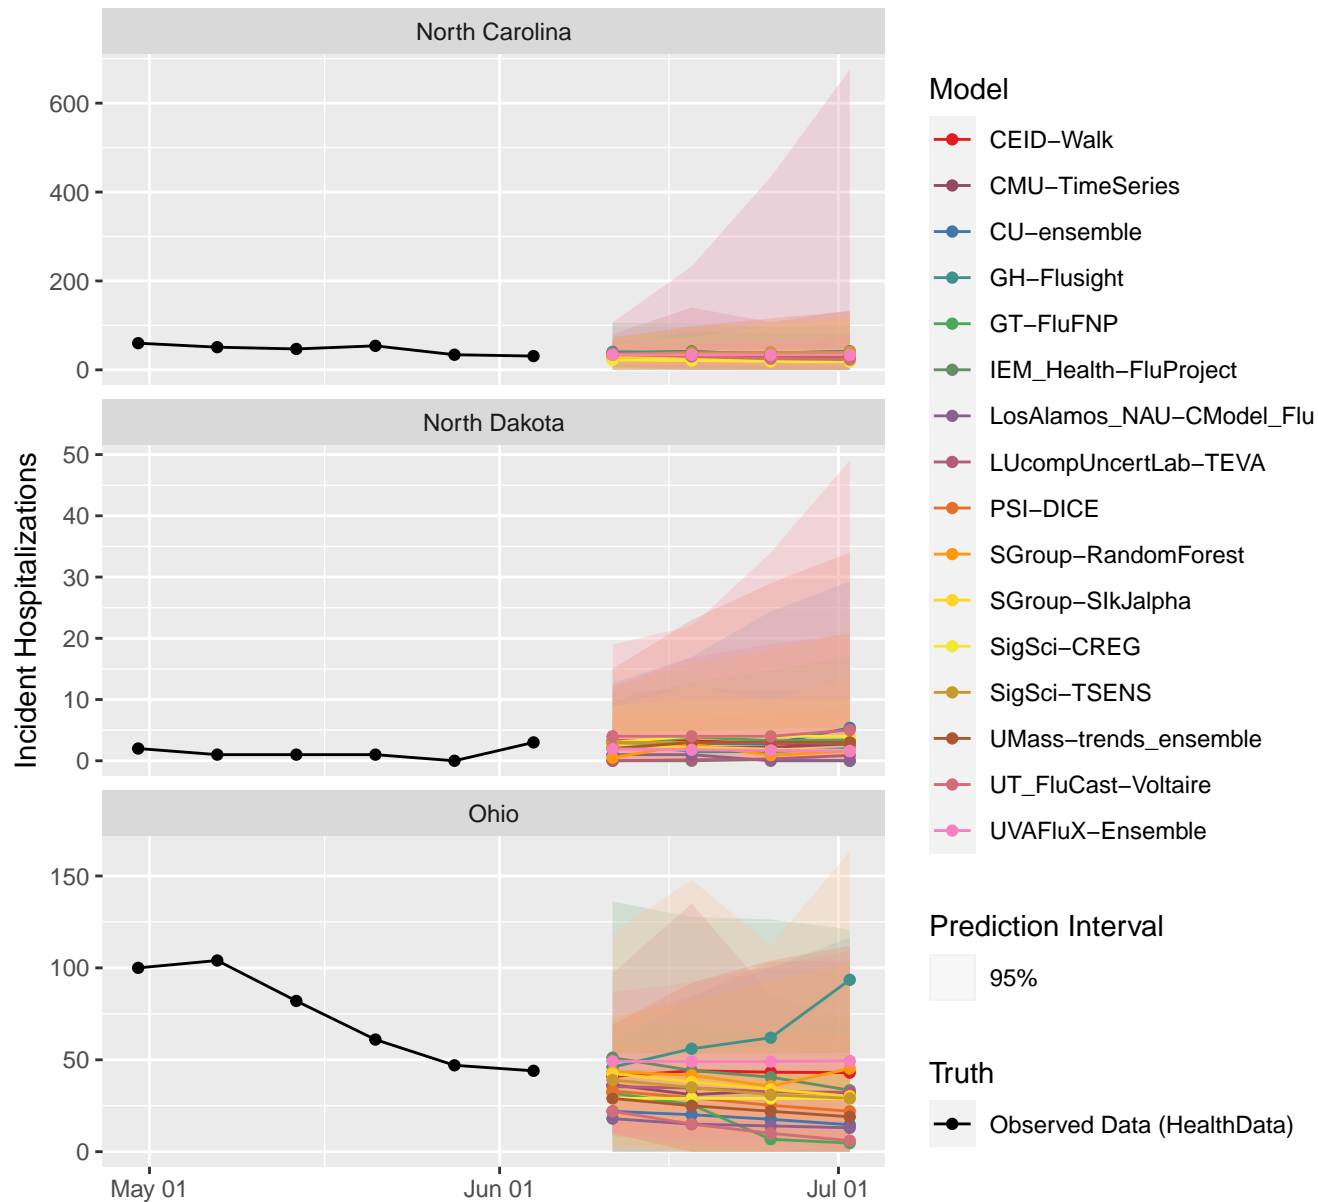 North Carolina
600
400
200
0
North Dakota
50
40
30
20
10
0
Ohio
150
100
50
0
May 01
Jun 01
Jul 01
Incident Hospitalizations
Model
CEID−Walk
CMU−TimeSeries
CU−ensemble
GH−Flusight
GT−FluFNP
IEM_Health−FluProject
LosAlamos_NAU−CModel_Flu
LUcompUncertLab−TEVA
PSI−DICE
SGroup−RandomForest
SGroup−SIkJalpha
SigSci−CREG
SigSci−TSENS
UMass−trends_ensemble
UT_FluCast−Voltaire
UVAFluX−Ensemble
Prediction Interval
95%
Truth
Observed Data (HealthData)